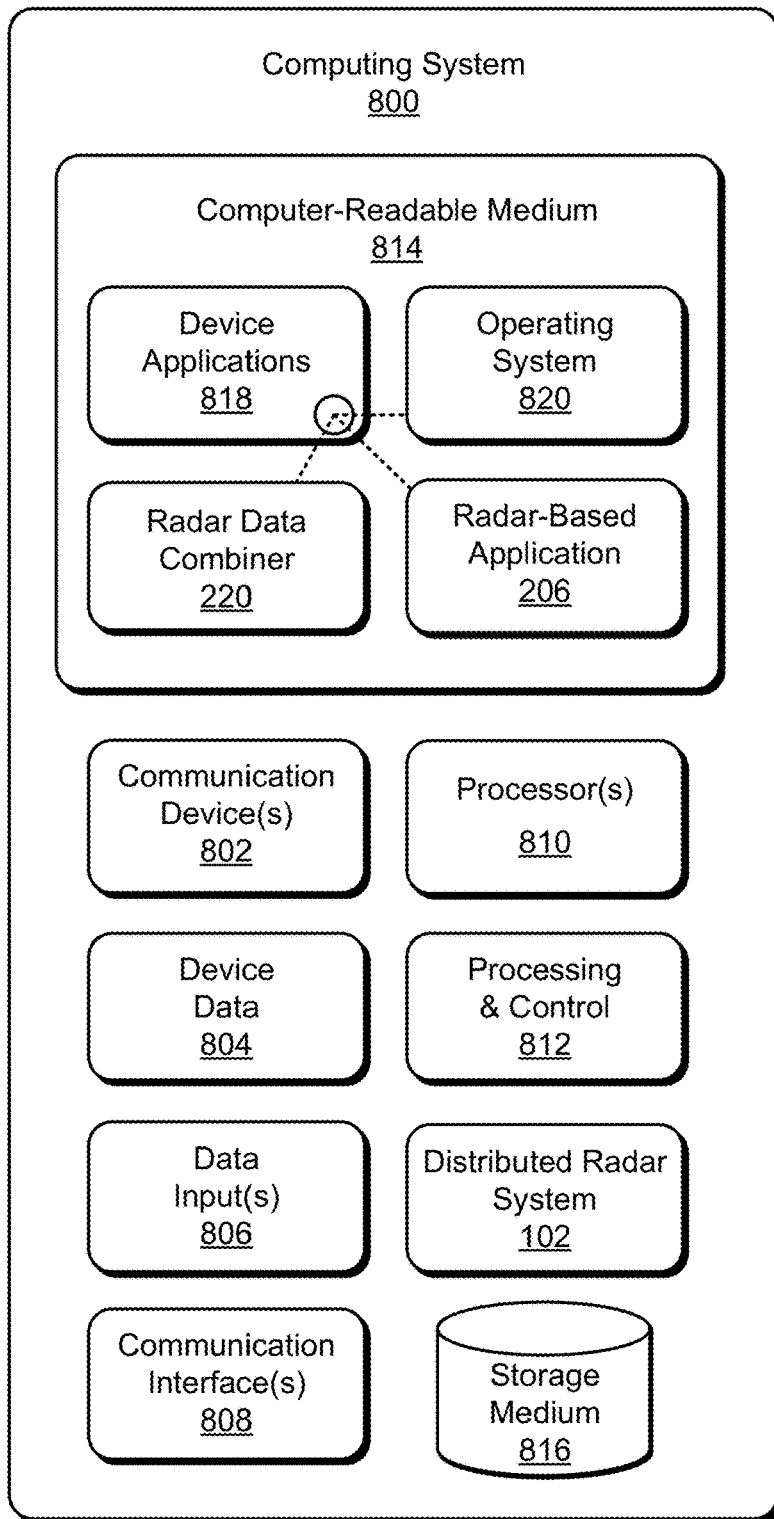 Computing System
800
Computer-Readable Medium
814
Device
Applications
818
Operating
System
820
Radar Data
Combiner
220
Radar-Based
Application
206
Communication
Device(s)
802
Processor(s)
810
Device
Data
804
Processing
& Control
812
Data
Input(s)
806
Distributed Radar
System
102
Communication
Interface(s)
808
Storage
Medium
816